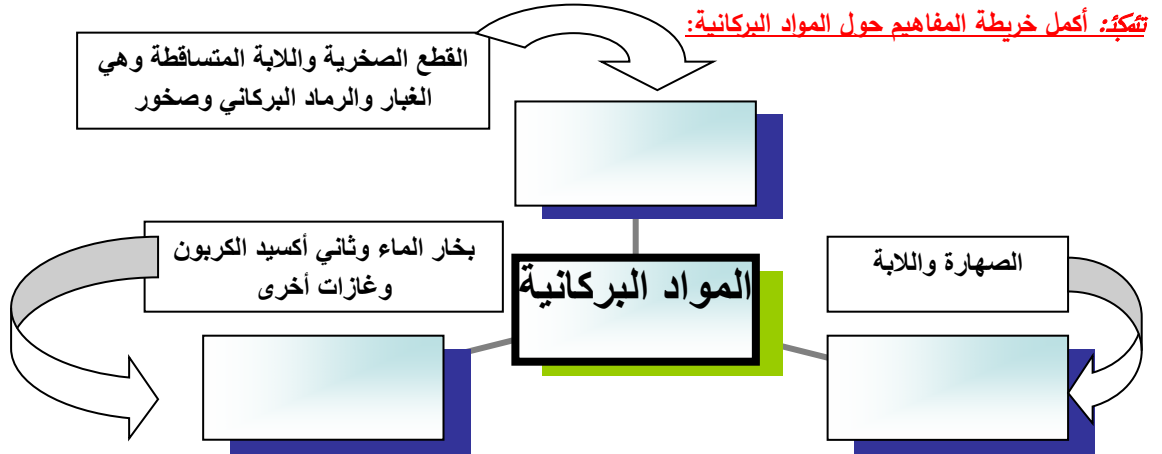 أكمل خريطة المفاهيم حول المواد البركانية:
القطع الصخرية واللابة المتساقطة وهي
الغبار والرماد البركاني وصخور
بخار الماء وثاني أكسيد الكربون
وغازات أخرى
الصهارة واللابة
المواد البركانية